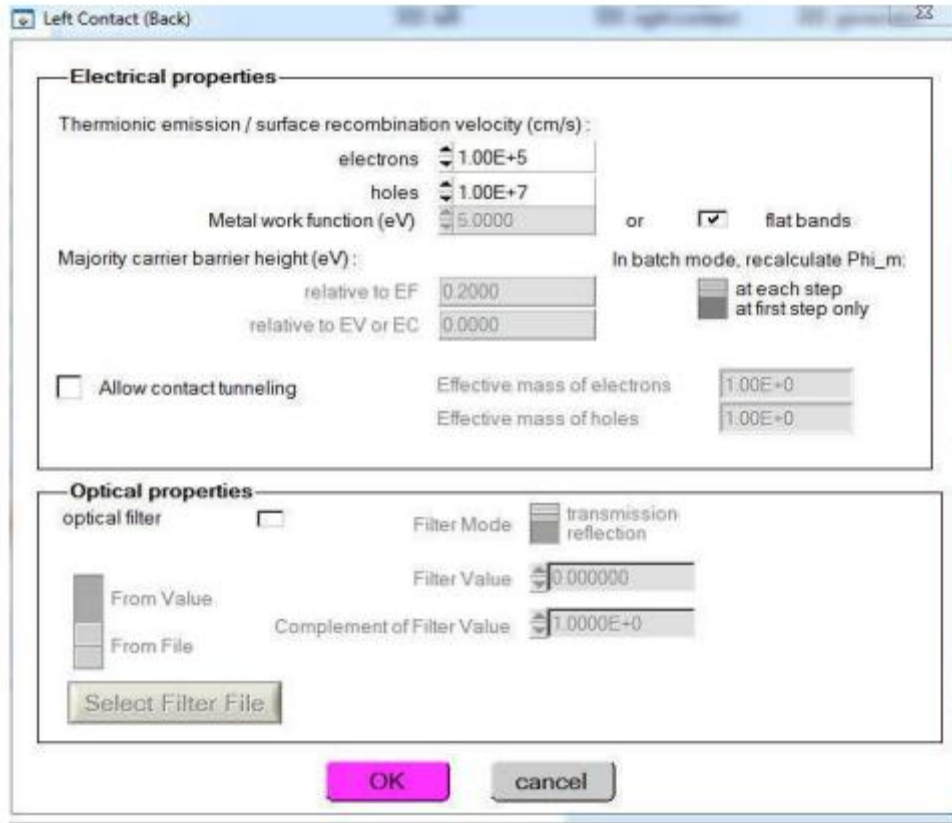 Left Contact (Back)
Electrical properties
Thermionic emission / surface recombination velocity (cm/s) :
electrons 1.00E+5
holes 1.00E+7
Metal work function (eV) 5.0000 or flat bands
Majority carrier barrier height (eV) : In batch mode, recalculate Phi_m:
relative to EF 0.2000 at each step
at first step only
relative to EV or EC 0.0000
Allow contact tunneling Effective mass of electrons 1.00E+0
Effective mass of holes 1.00E+0
Optical properties
optical filter Filter Mode transmission
reflection
Filter Value 0.000000
From Value
Complement of Filter Value 1.0000E+0
From File
Select Filter File
OK cancel